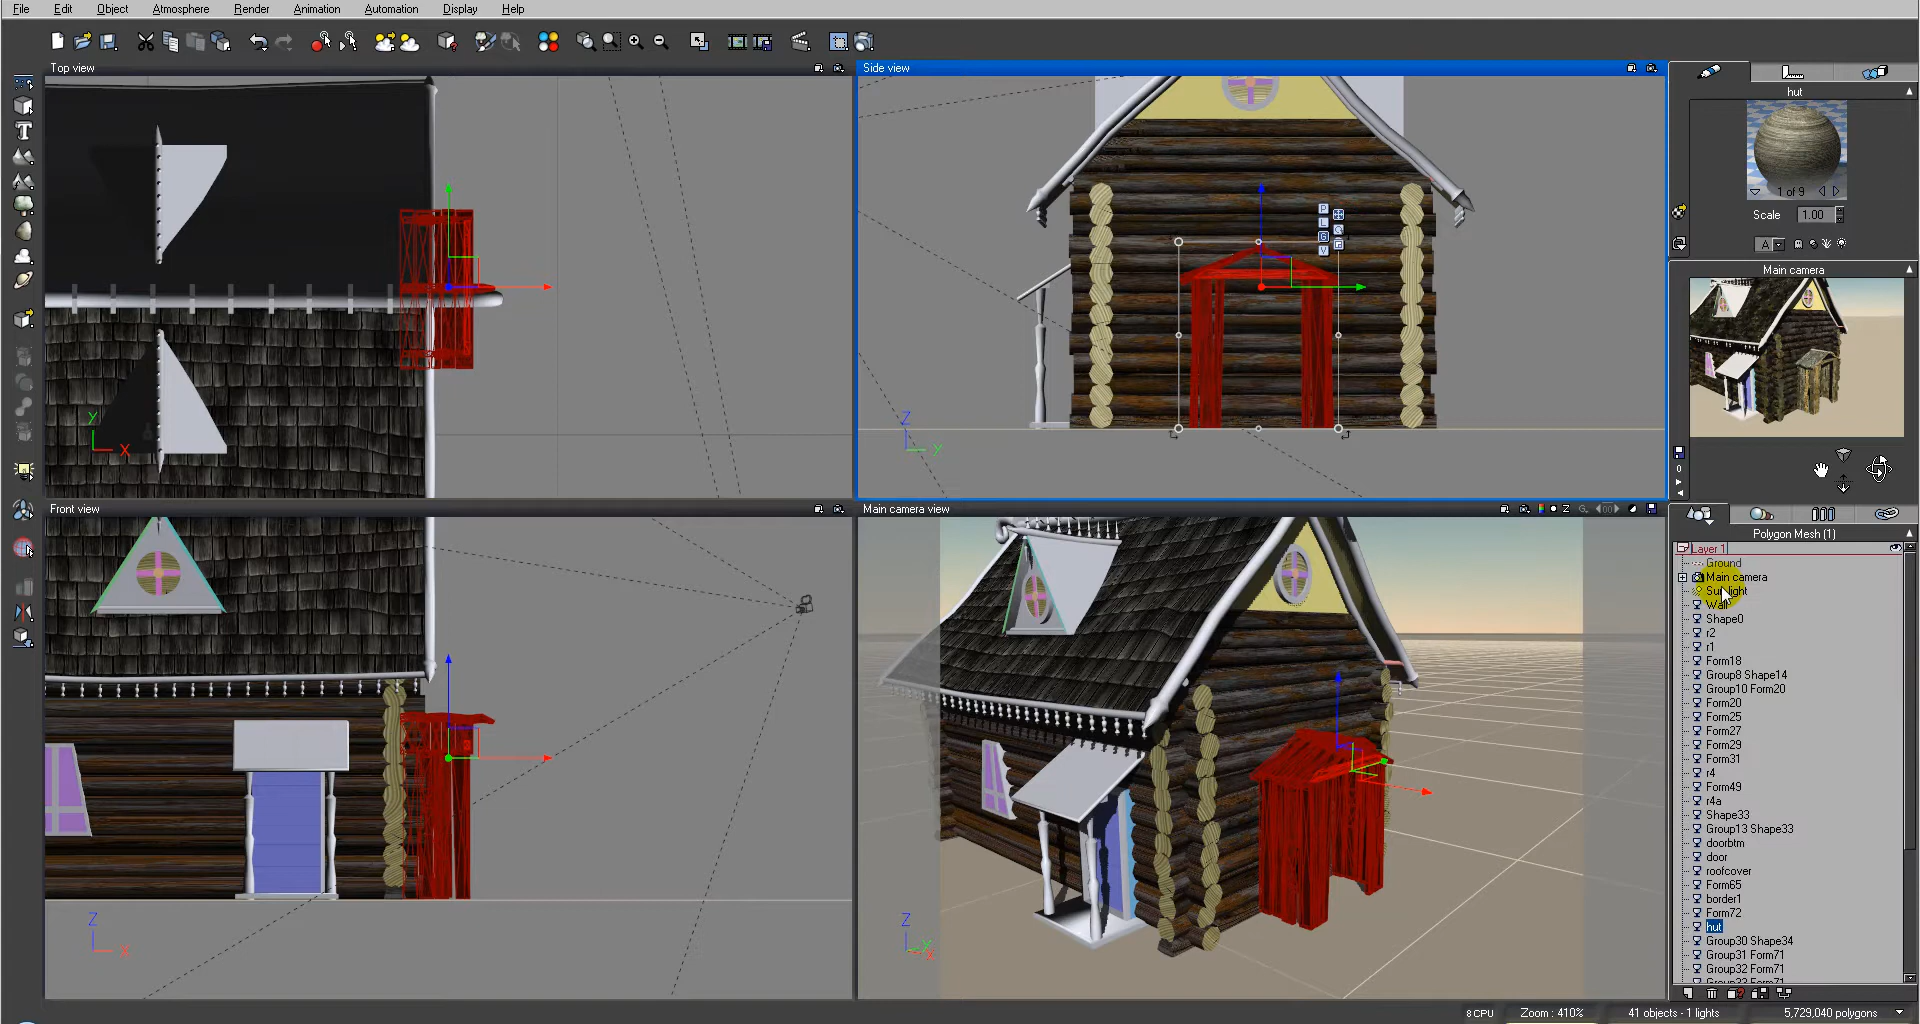 File Edit Object Atmosphere Render Animation Automation Display Help
Top view
Side view
Z
Y
P
L
G
V
Y
X
Front view
Z
X
Main camera view
Z
Y
X
hut
1 of 9
Scale 1.00
A
Main camera
0
Polygon Mesh (1)
Layer 1
Ground
Main camera
Sunlight
Wall
Shape0
r2
r1
Form18
Group8 Shape14
Group10 Form20
Form20
Form25
Form27
Form29
Form31
r4
Form49
r4a
Shape33
Group13 Shape33
doorbtm
door
roofcover
Form65
border1
Form72
hut
Group30 Shape34
Group31 Form71
Group32 Form71
Group33 Form71
8 CPU Zoom : 410% 41 objects - 1 lights 5,729,040 polygons